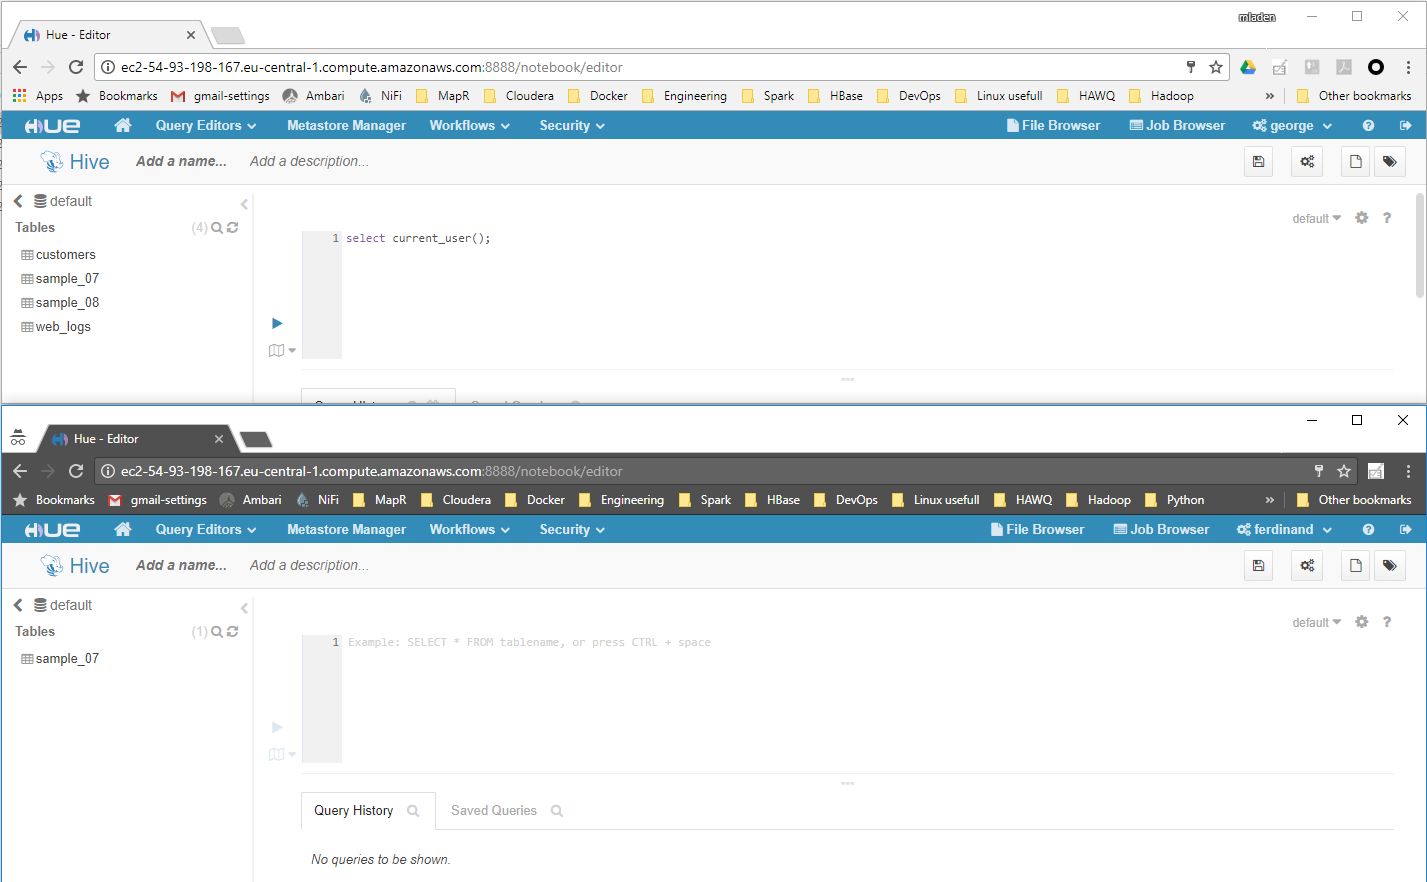 mladen
Hue - Editor
ec2-54-93-198-167.eu-central-1.compute.amazonaws.com:8888/notebook/editor
Apps Bookmarks gmail-settings Ambari NiFi MapR Cloudera Docker Engineering Spark HBase DevOps Linux usefull HAWQ Hadoop » Other bookmarks
HUE Query Editors Metastore Manager Workflows Security File Browser Job Browser george
Hive Add a name... Add a description...
default
Tables (4)
default
1 select current_user();
customers
sample_07
sample_08
web_logs
Hue - Editor
ec2-54-93-198-167.eu-central-1.compute.amazonaws.com:8888/notebook/editor
Bookmarks gmail-settings Ambari NiFi MapR Cloudera Docker Engineering Spark HBase DevOps Linux usefull HAWQ Hadoop Python » Other bookmarks
HUE Query Editors Metastore Manager Workflows Security File Browser Job Browser ferdinand
Hive Add a name... Add a description...
default
Tables (1)
default
1 Example: SELECT * FROM tablename, or press CTRL + space
sample_07
Query History Saved Queries
No queries to be shown.